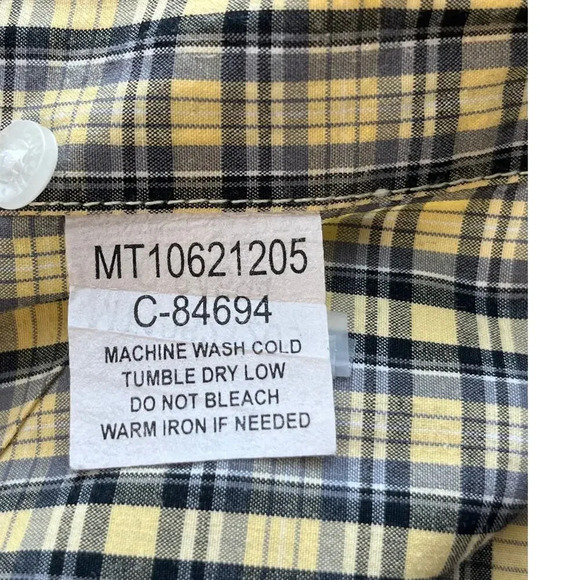 MT10621205
C-84694
MACHINE WASH COLD
TUMBLE DRY LOW
DO NOT BLEACH
WARM IRON IF NEEDED